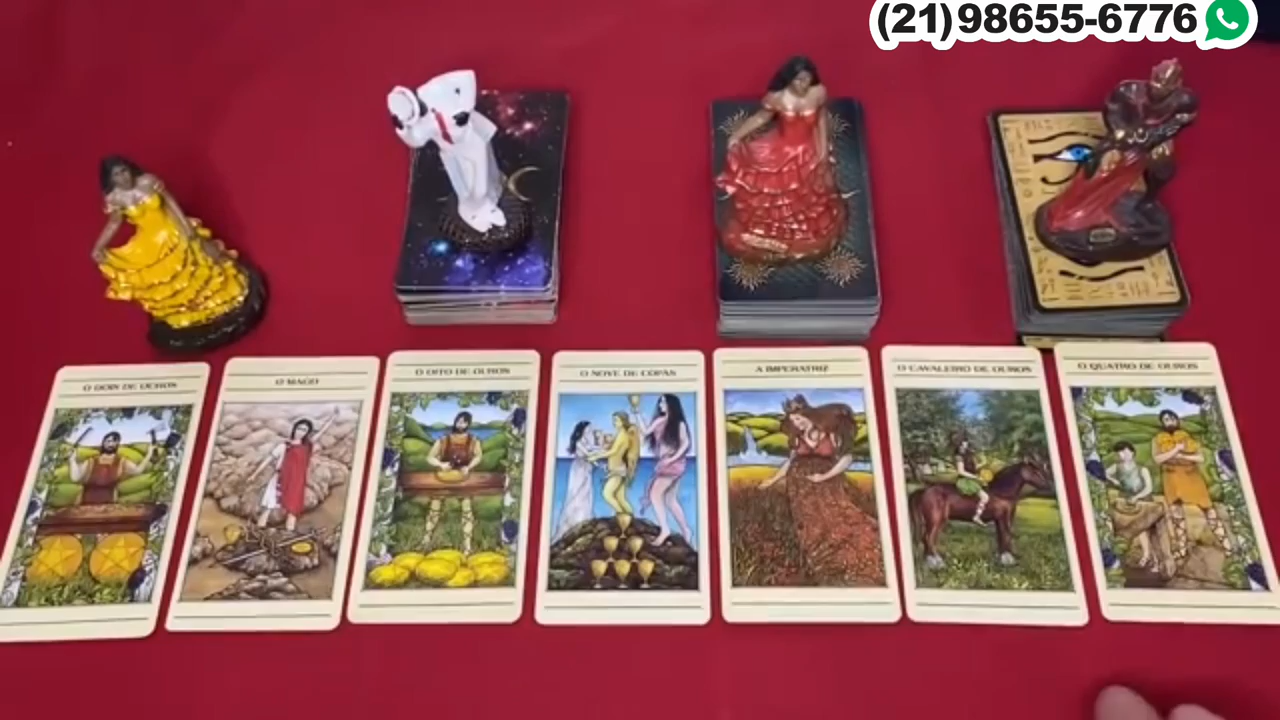 (21)98655-6776
O DOIS DE OUROS
O MAGO
O OITO DE OUROS
O NOVE DE COPAS
A IMPERATRIZ
O CAVALEIRO DE OUROS
O QUATRO DE OUROS